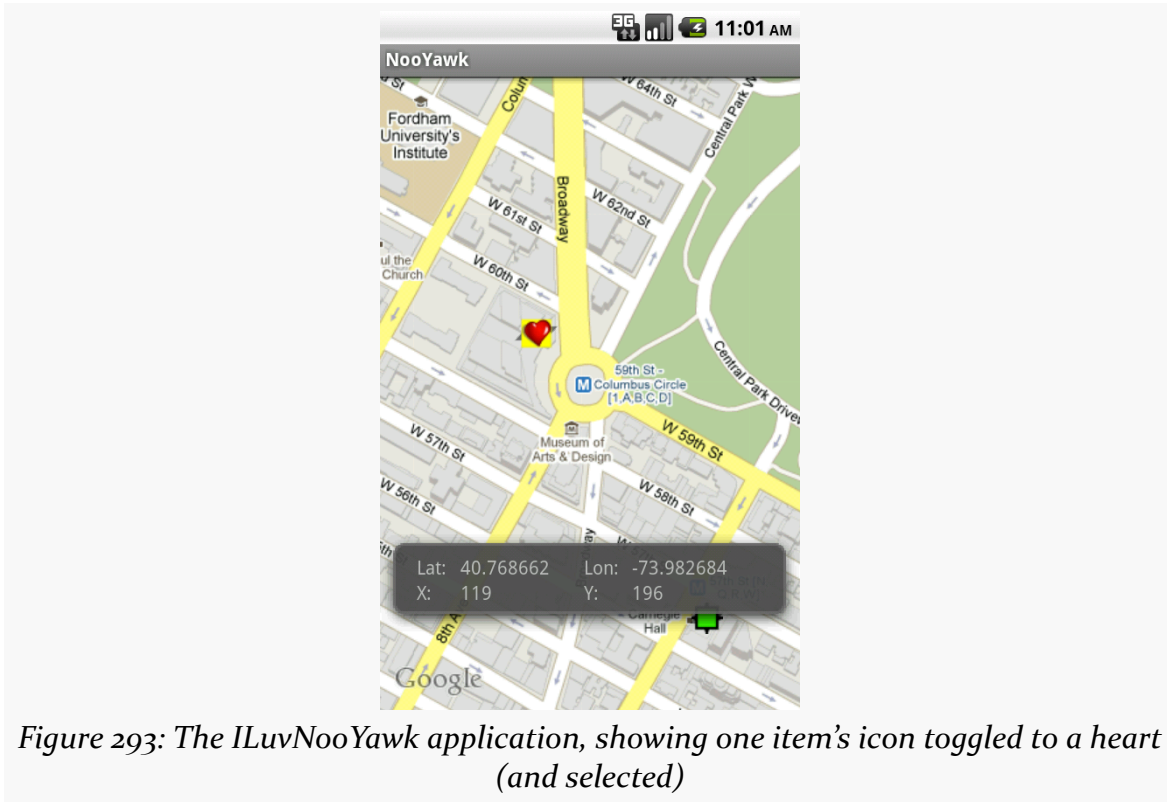 3G
11:01 AM
NooYawk
W 64th St
Central Park W
Fordham
University's
Institute
Broadway
W 62nd St
W 61st St
ul the
Church
W 60th St
59th St -
Columbus Circle
[1,A,B,C,D]
M
Central Park Drivew
Museum of
Arts & Design
W 59th St
W 57th St
W 58th St
W 56th St
Lat: 40.768662 Lon: -73.982684
X: 119 Y: 196
Carnegie
Hall
8th A
Google
Figure 293: The ILuvNooYawk application, showing one item's icon toggled to a heart
(and selected)